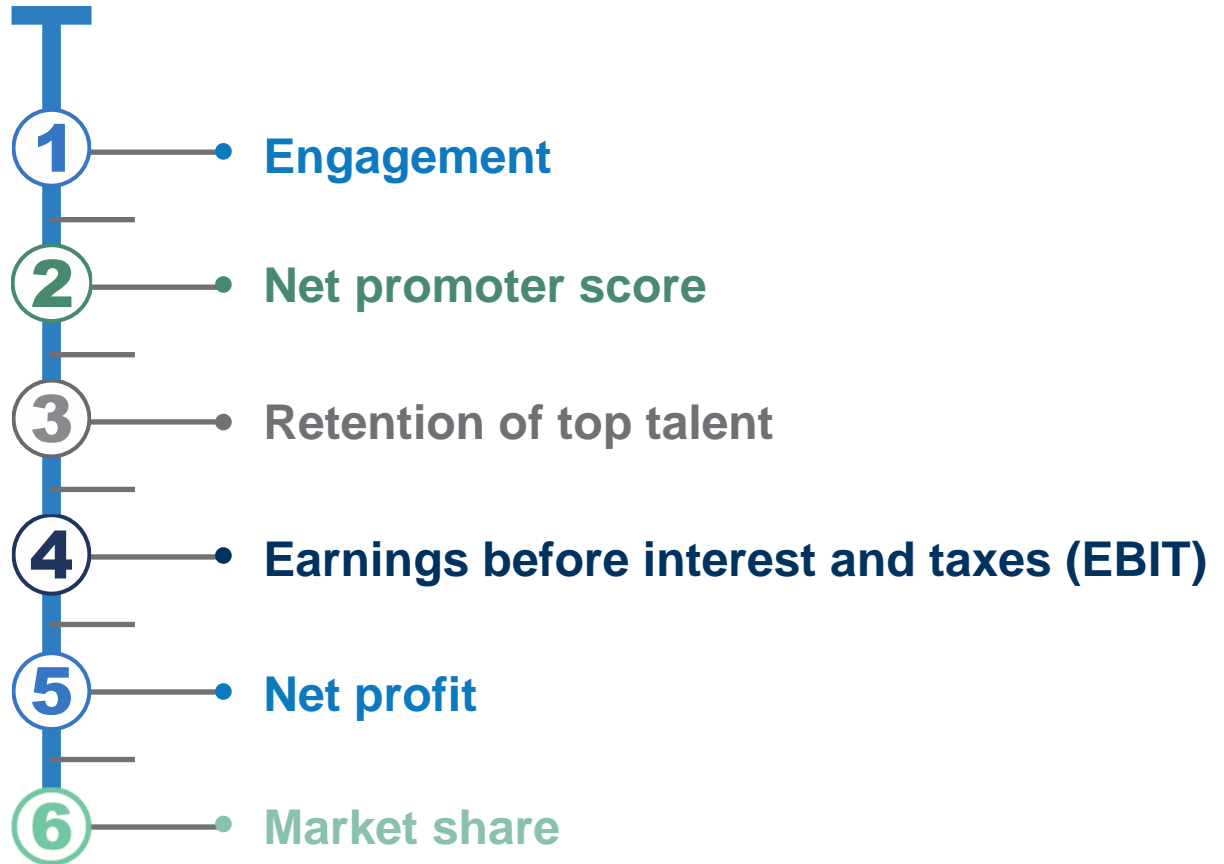 1 Engagement
2 Net promoter score
3 Retention of top talent
4 Earnings before interest and taxes (EBIT)
5 Net profit
6 Market share